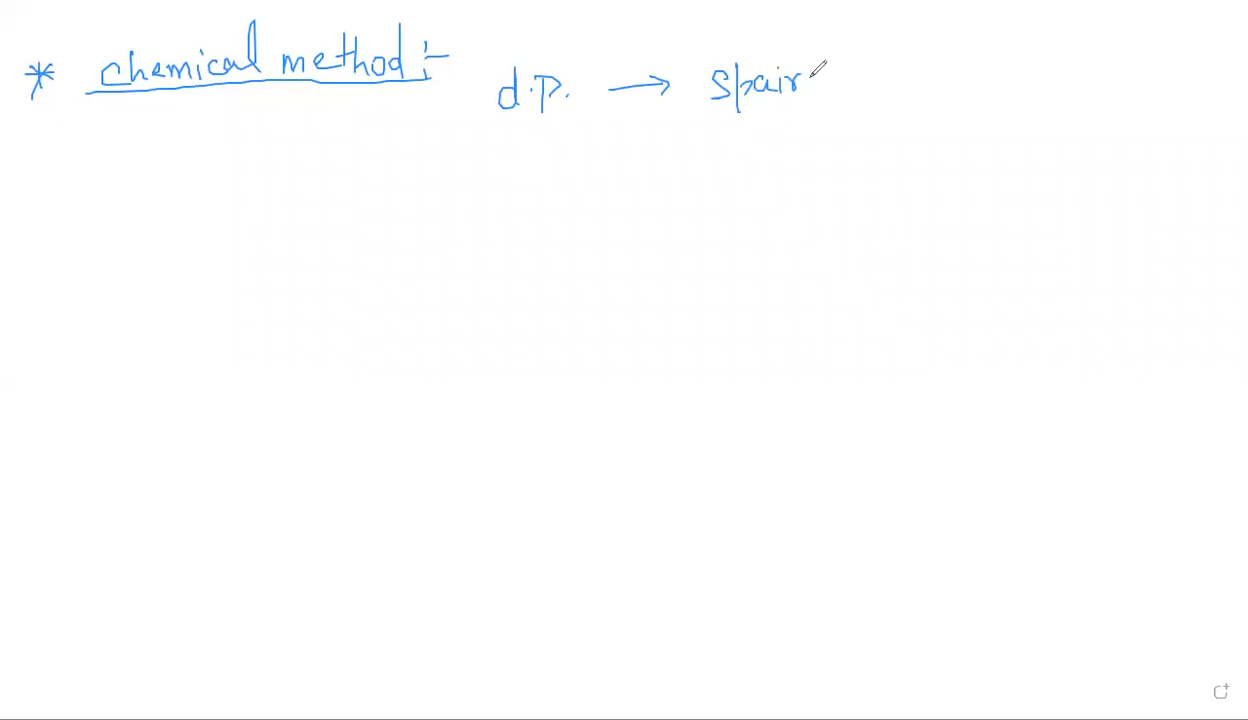 * chemical method :-
d.P. → Spair